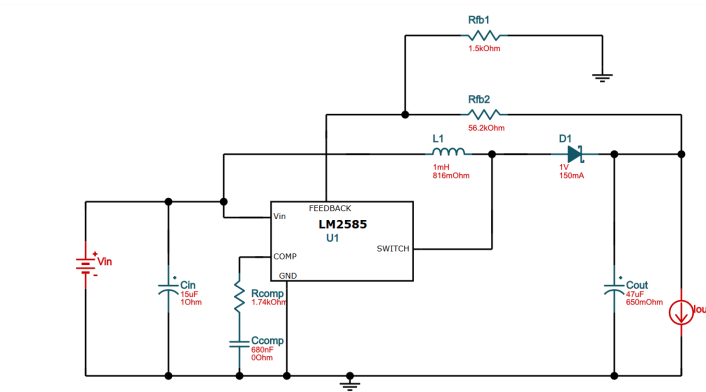 Rfb1
1.5kOhm
Rfb2
56.2kOhm
L1
1mH
816mOhm
D1
1V
150mA
FEEDBACK
Vin
LM2585
U1
SWITCH
COMP
GND
+
Vin
-
Cin
15uF
1Ohm
Rcomp
1.74kOhm
Ccomp
680nF
0Ohm
Cout
47uF
650mOhm
Iou